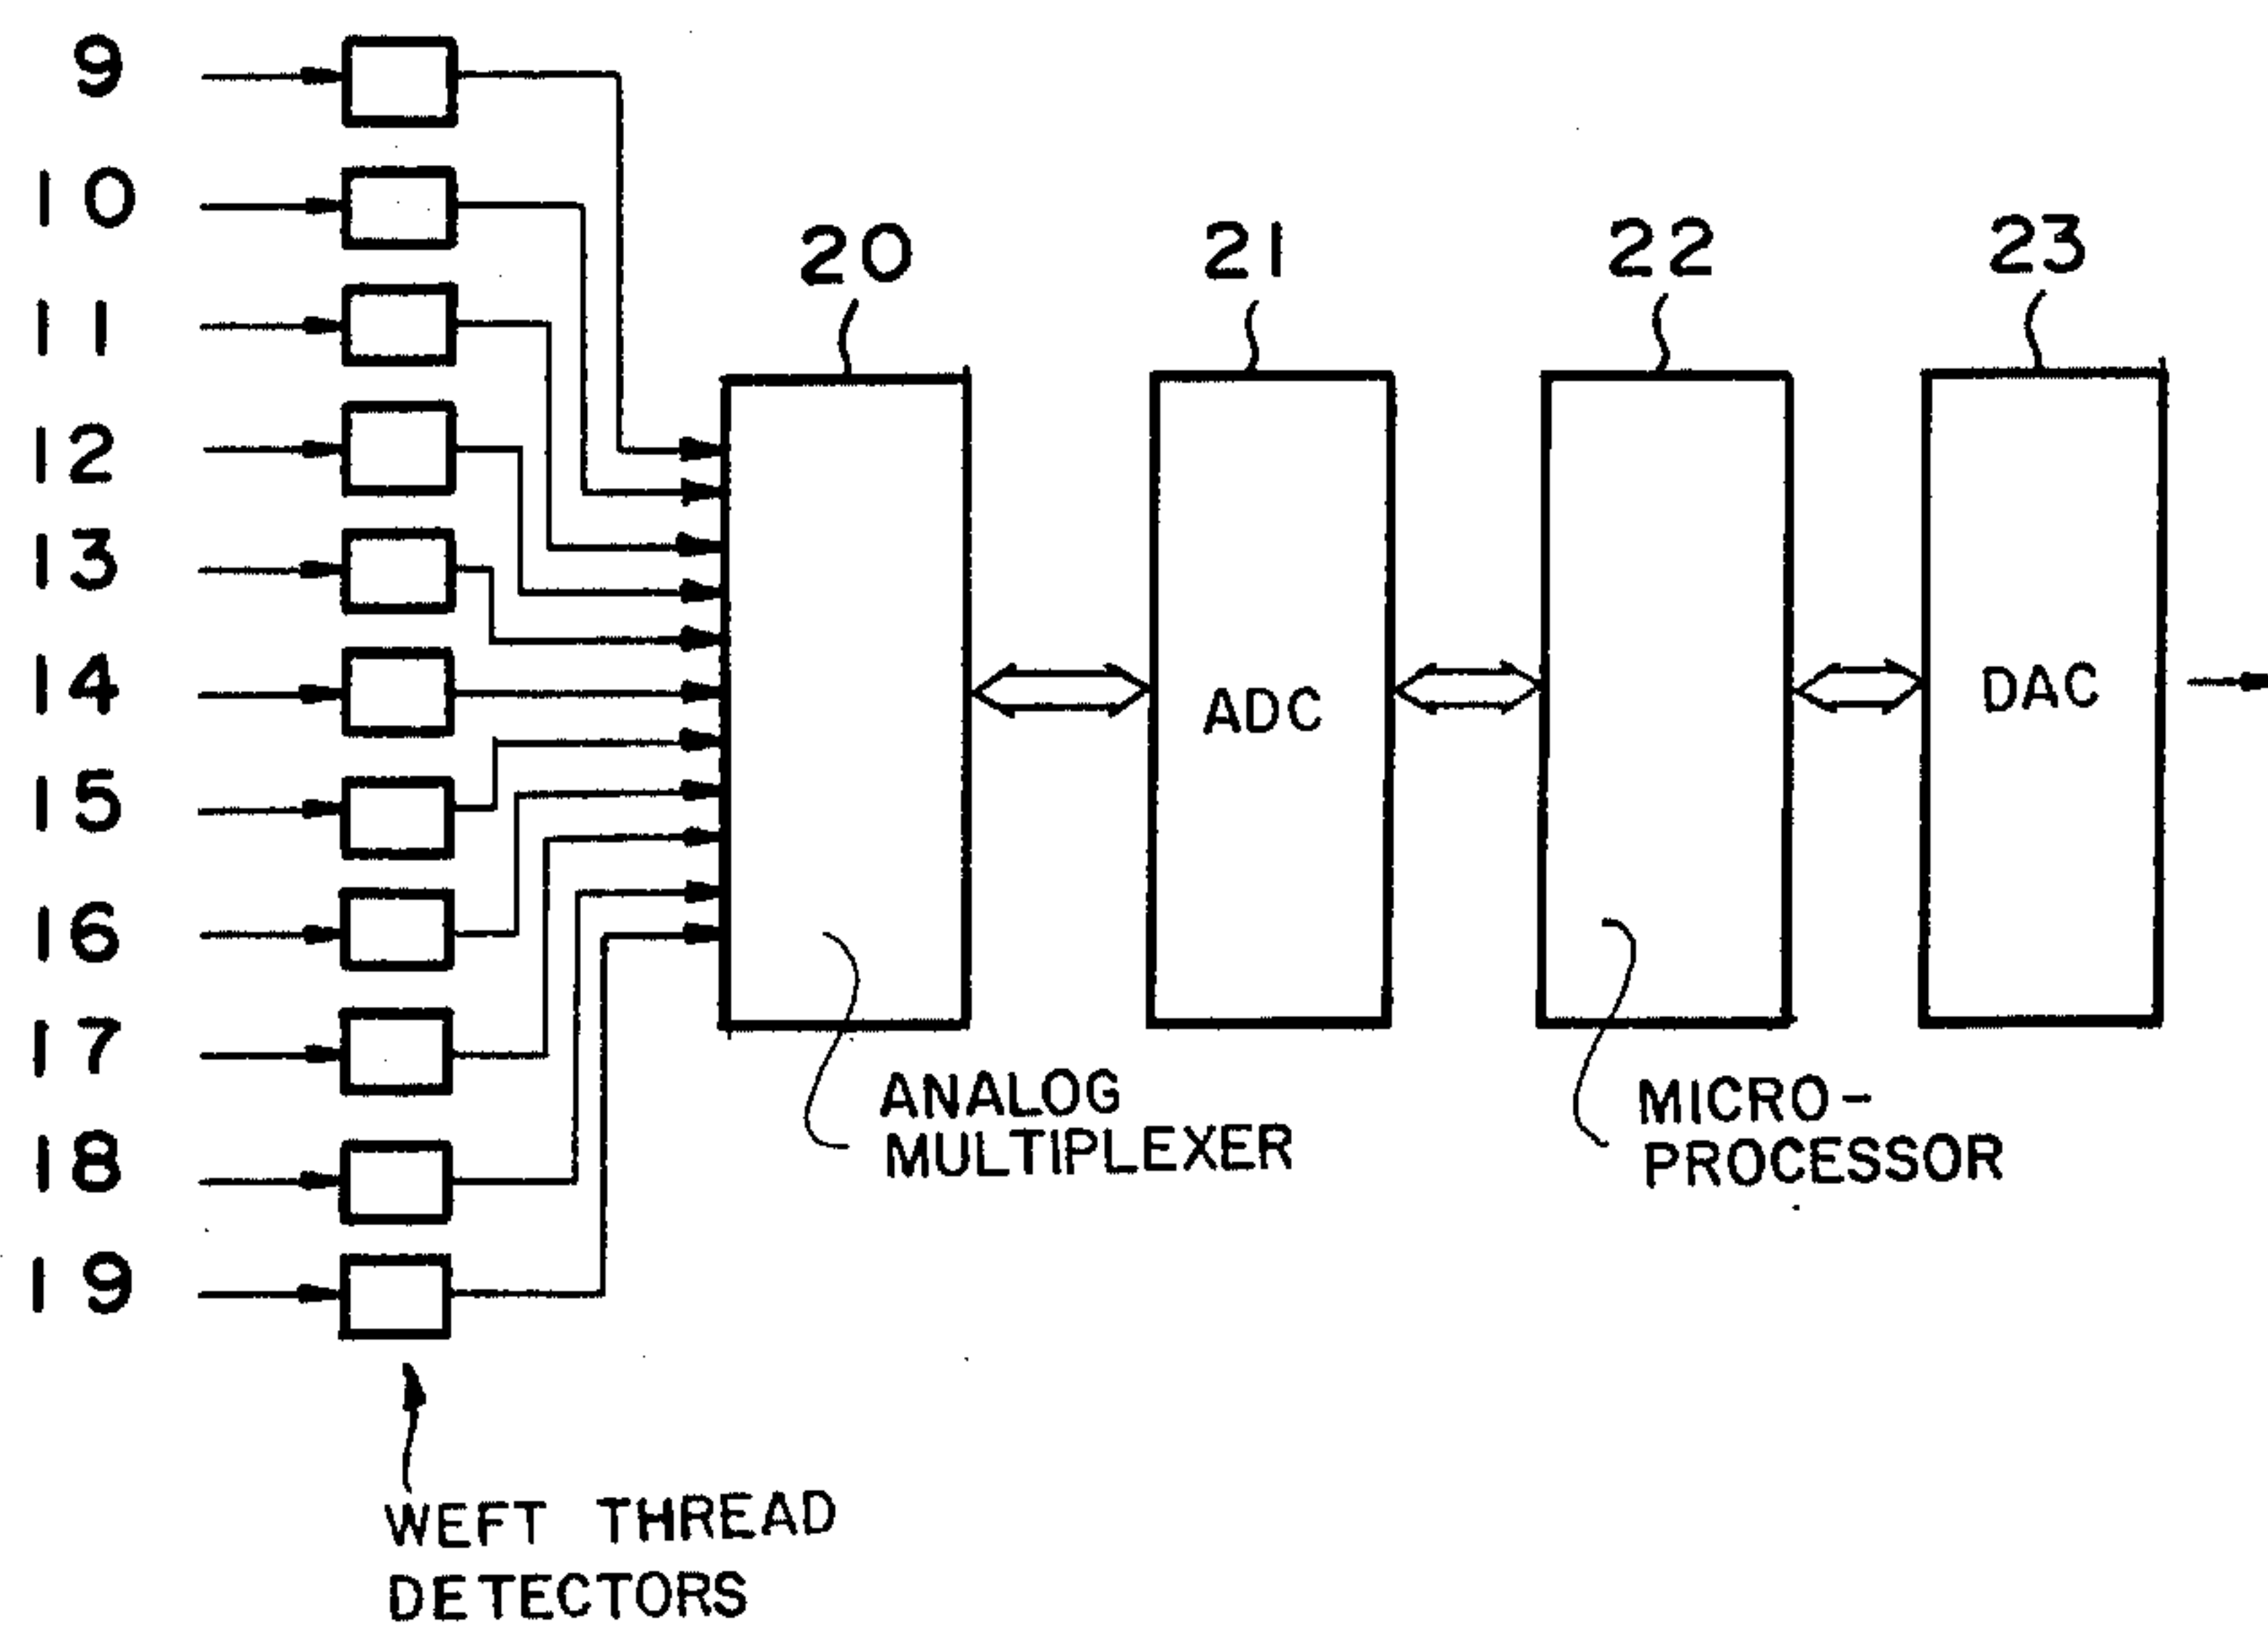 9
10
11
12
13
14
15
16
17
18
19
20
21
22
23
ADC
DAC
ANALOG
MULTIPLEXER
MICRO-
PROCESSOR
WEFT THREAD
DETECTORS